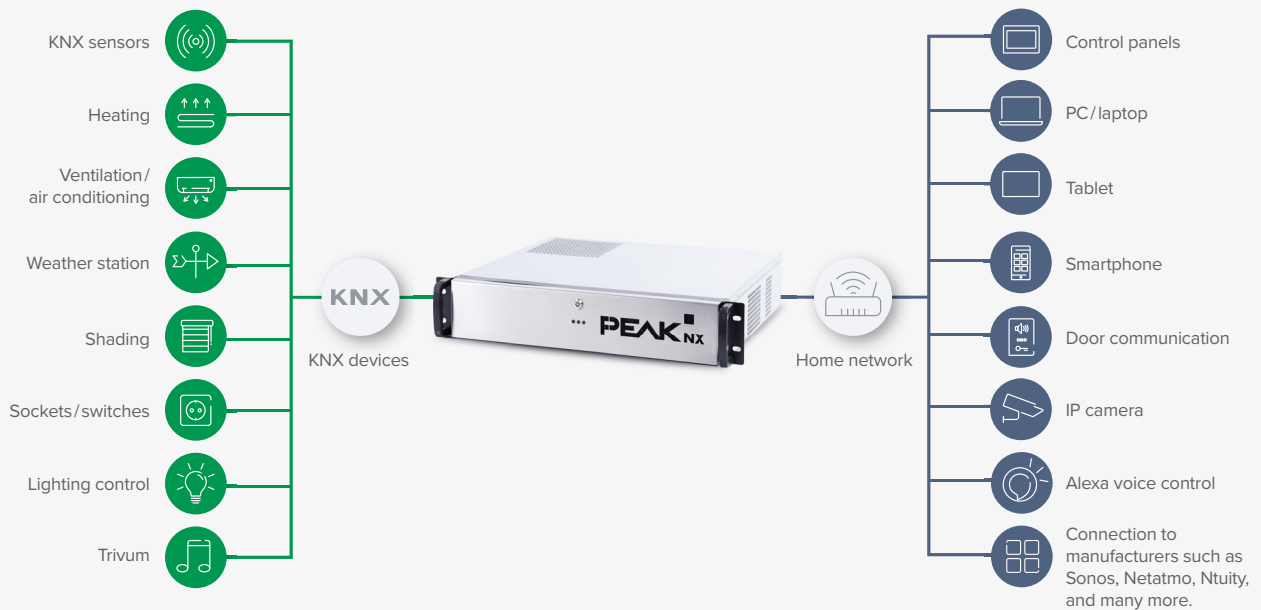 KNX sensors
Heating
Ventilation/
air conditioning
Weather station
Shading
Sockets/switches
Lighting control
Trivum
KNX
KNX devices
PEAK NX
Home network
Control panels
PC/laptop
Tablet
Smartphone
Door communication
IP camera
Alexa voice control
Connection to
manufacturers such as
Sonos, Netatmo, Ntuity,
and many more.